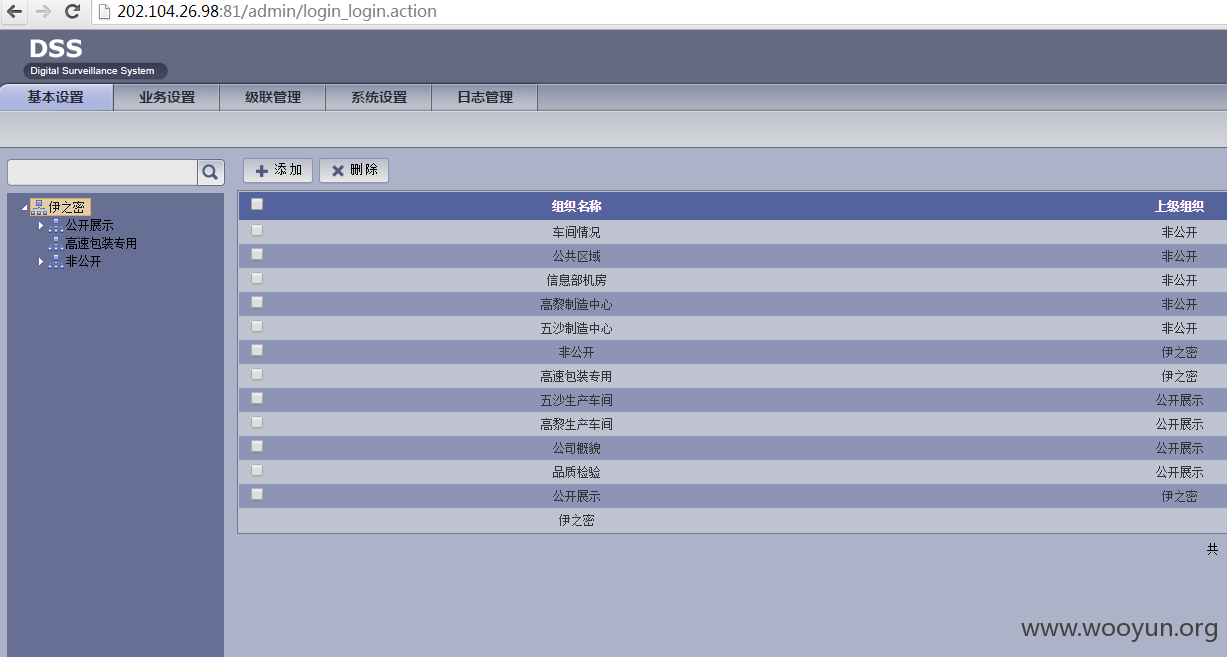 202.104.26.98:81/admin/login_login.action
DSS
Digital Surveillance System
基本设置 业务设置 级联管理 系统设置 日志管理
添加 删除
伊之密
公开展示
高速包装专用
非公开
组织名称 上级组织
车间情况 非公开
公共区域 非公开
信息部机房 非公开
高黎制造中心 非公开
五沙制造中心 非公开
非公开 伊之密
高速包装专用 伊之密
五沙生产车间 公开展示
高黎生产车间 公开展示
公司概貌 公开展示
品质检验 公开展示
公开展示 伊之密
伊之密
共
www.wooyun.org